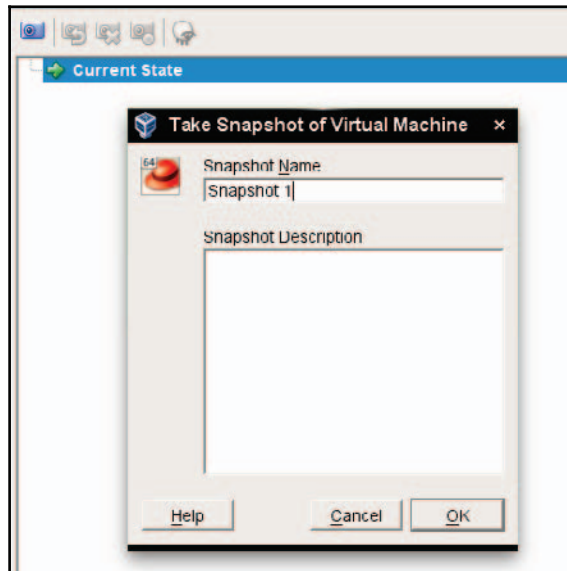 Current State
Take Snapshot of Virtual Machine ×
64
Snapshot Name
Snapshot 1
Snapshot Description
Help Cancel OK